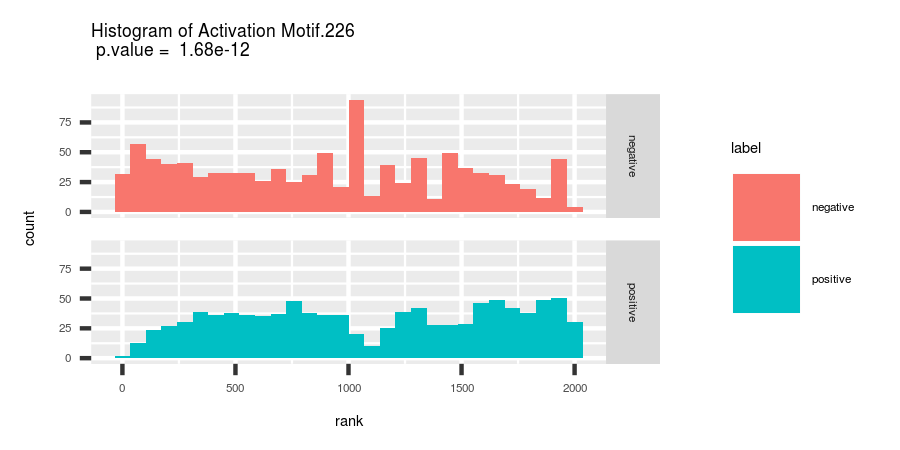 Histogram of Activation Motif.226
p.value = 1.68e-12
count
75
50
25
0
negative
75
50
25
0
positive
0 500 1000 1500 2000
rank
label
negative
positive